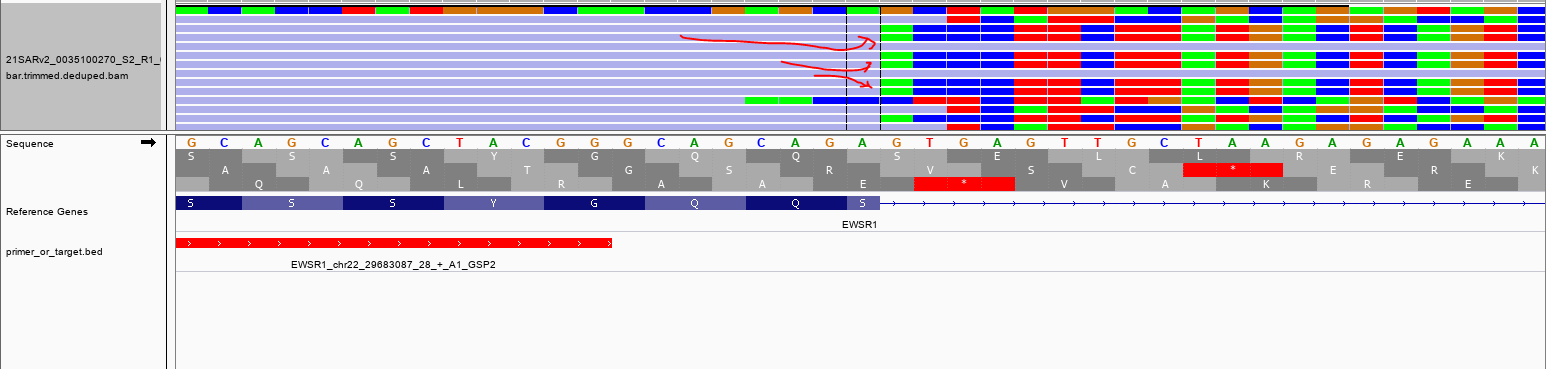 21SARv2_0035100270_S2_R1_
bar.trimmed.deduped.bam
Sequence
G C A G C A G C T A C G G G C A G C A G A G T G A G T T G C T A A G A G A G A A A
S S S Y G Q Q S E L L R E K
A A A T G S R V S C * E R K
Q Q L R A A E * V A K R E
Reference Genes
S S S Y G Q Q S
EWSR1
primer_or_target.bed
EWSR1_chr22_29683087_28_+_A1_GSP2